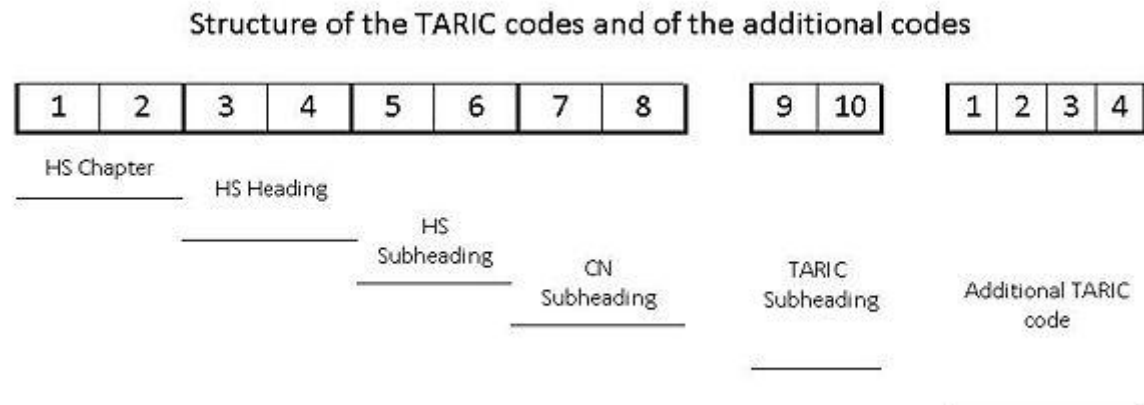 Structure of the TARIC codes and of the additional codes
1 2 3 4 5 6 7 8 9 10 1 2 3 4
HS Chapter
HS Heading
HS
Subheading
CN
Subheading
TARIC
Subheading
Additional TARIC
code